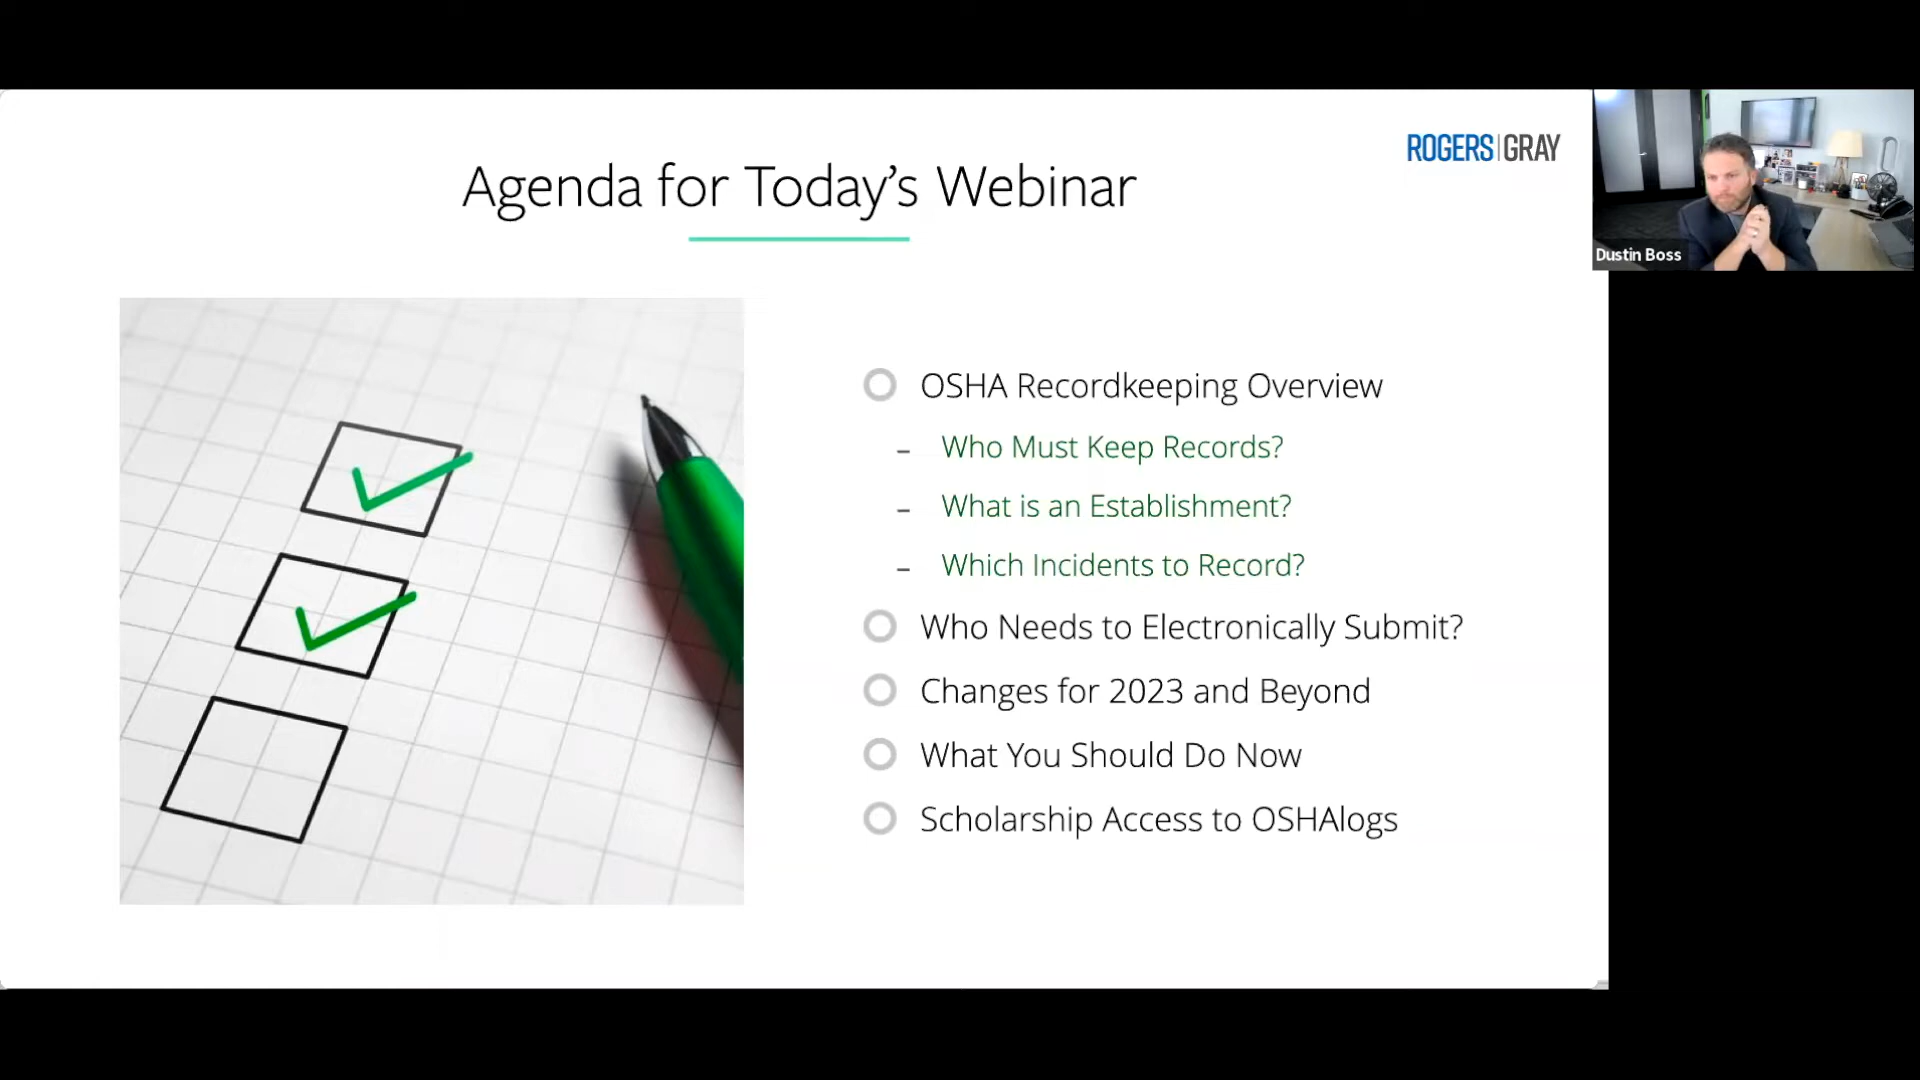 Agenda for Today's Webinar
ROGERS|GRAY
Dustin Boss
OSHA Recordkeeping Overview
– Who Must Keep Records?
– What is an Establishment?
– Which Incidents to Record?
Who Needs to Electronically Submit?
Changes for 2023 and Beyond
What You Should Do Now
Scholarship Access to OSHAlogs